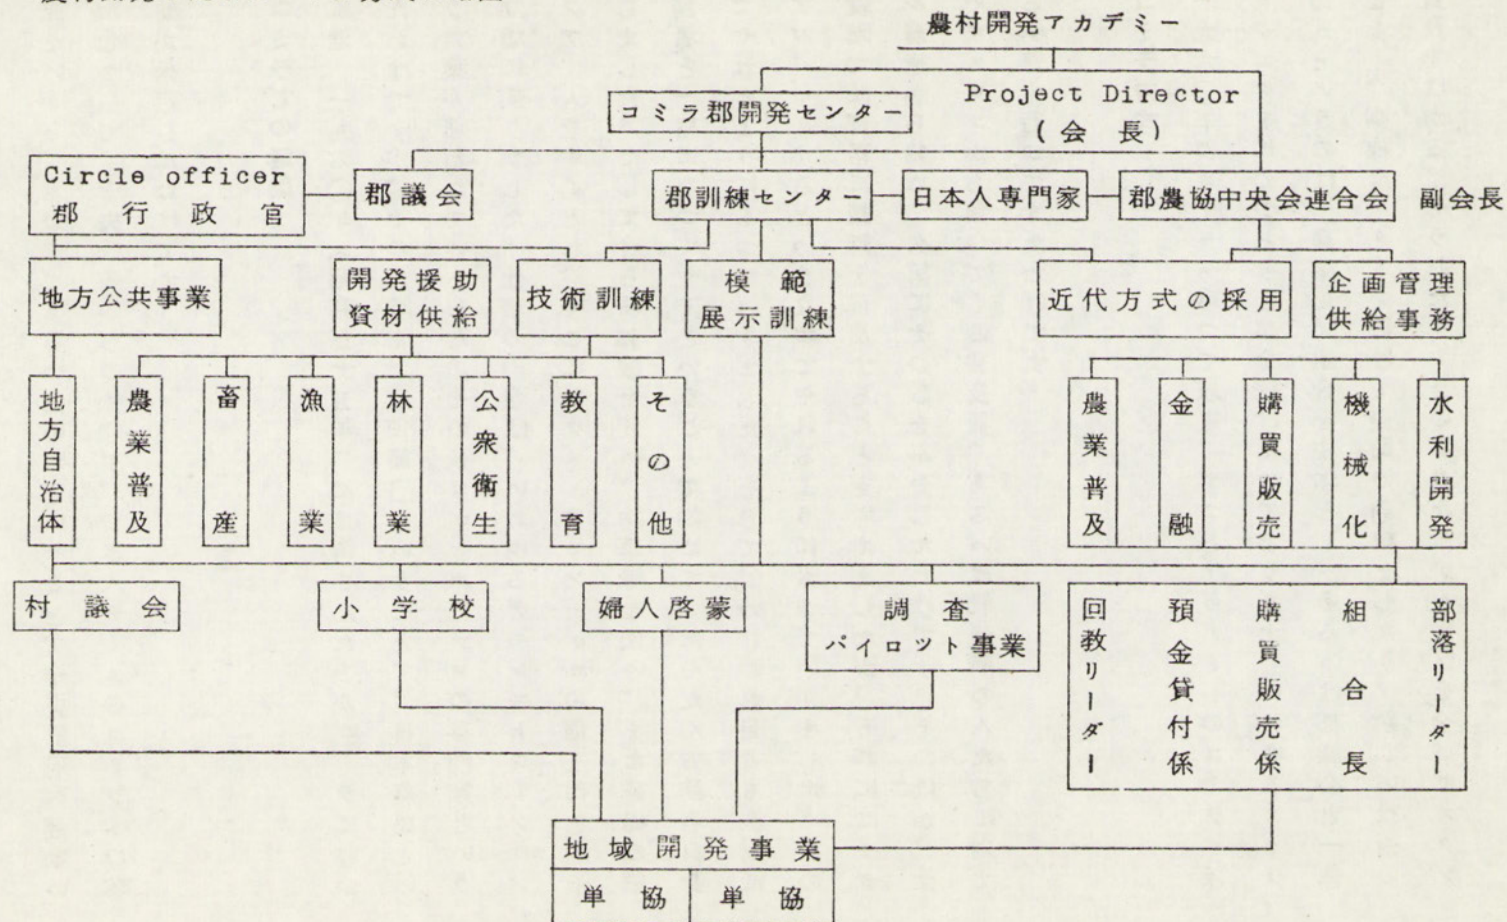 農村開発アカデミー
コミラ郡開発センター
Project Director
(会長)
Circle officer
郡行政官
郡議会
郡訓練センター
日本人専門家
郡農協中央会連合会
副会長
地方公共事業
開発援助
資材供給
技術訓練
模範
展示訓練
近代方式の採用
企画管理
供給事務
地方自治体
農業普及
畜産
漁業
林業
公衆衛生
教育
その他
農業普及
金融
購買販売
機械化
水利開発
村議会
小学校
婦人啓蒙
調査
パイロット事業
回教リーダー
預金貸付係
購買販売係
組合長
部落リーダー
地域開発事業
単協
単協